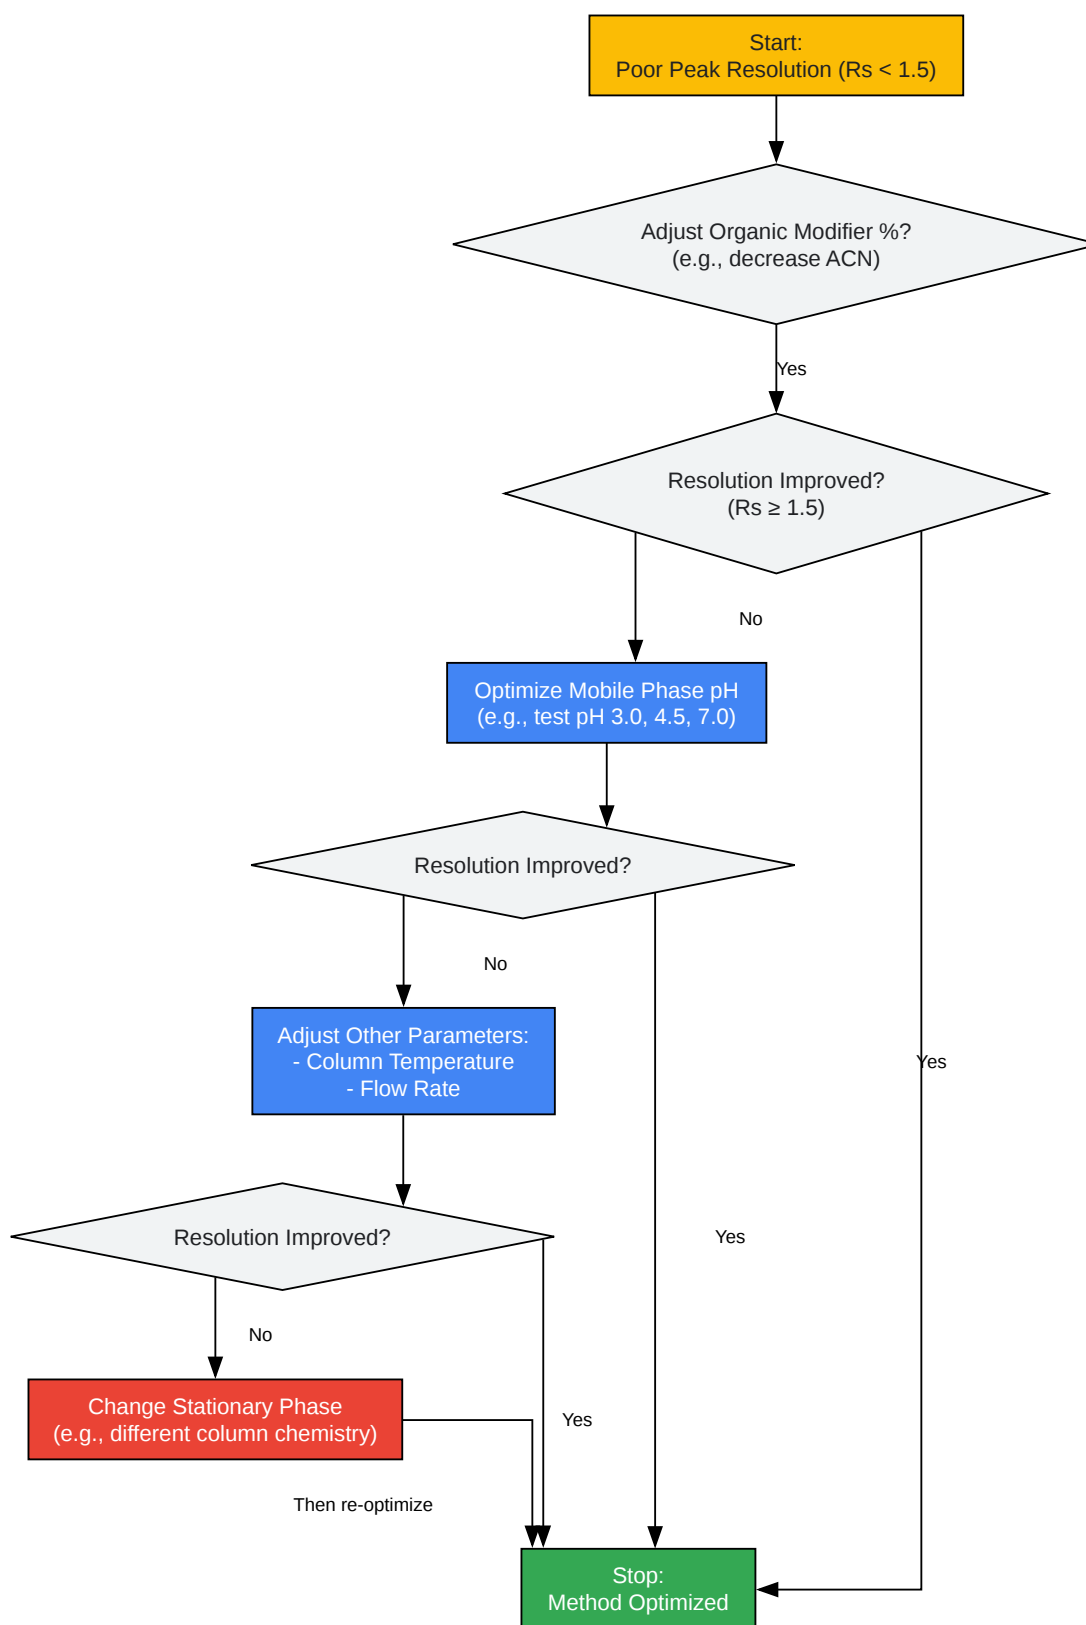 Start:
Poor Peak Resolution (Rs < 1.5)
Adjust Organic Modifier %?
(e.g., decrease ACN)
Yes
Resolution Improved?
(Rs ≥ 1.5)
No
Optimize Mobile Phase pH
(e.g., test pH 3.0, 4.5, 7.0)
Resolution Improved?
No
Adjust Other Parameters:
- Column Temperature
- Flow Rate
Yes
Resolution Improved?
Yes
No
Change Stationary Phase
(e.g., different column chemistry)
Yes
Then re-optimize
Stop:
Method Optimized